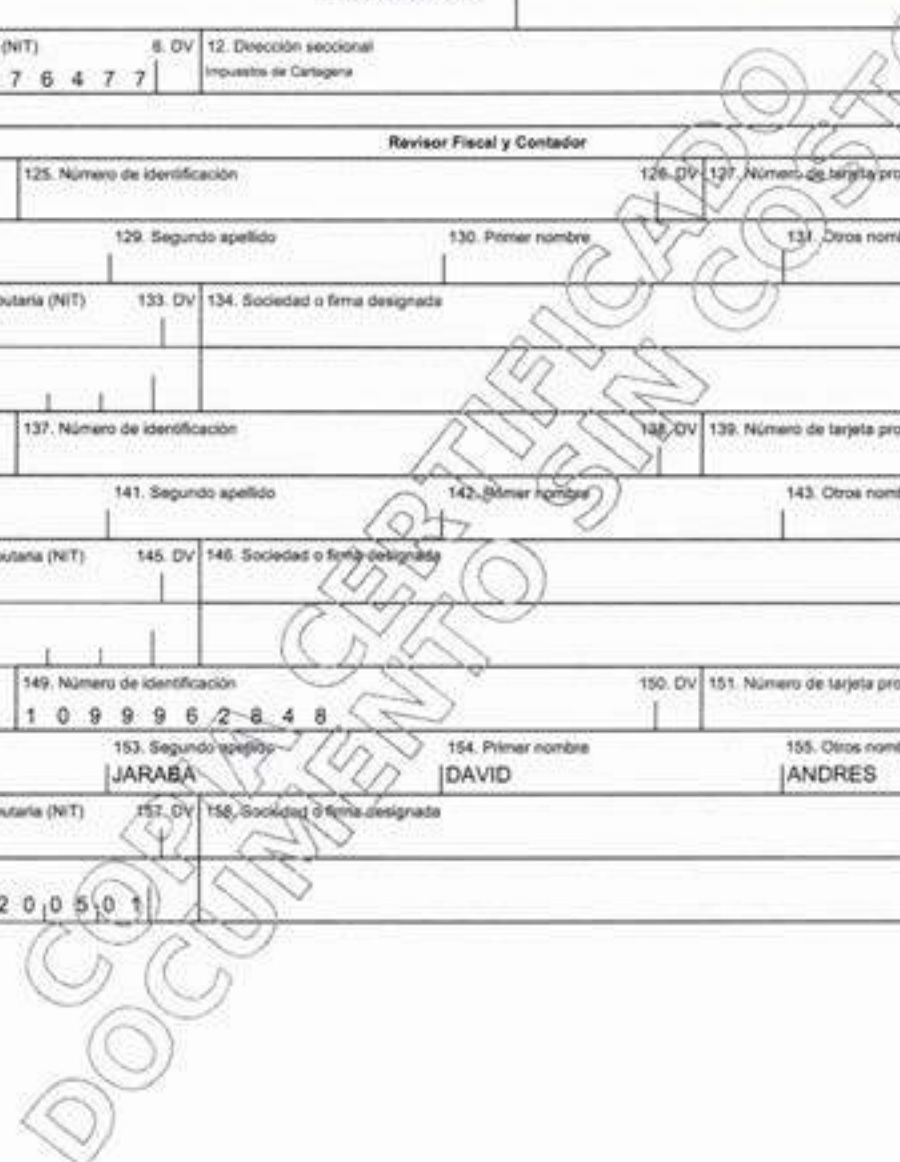 (NIT) 6. DV 12. Dirección seccional
7 6 4 7 7 Impuestos de Cartagena
Revisor Fiscal y Contador
125. Número de identificación 126. DV 127. Número de tarjeta pro
129. Segundo apellido 130. Primer nombre 131. Otros nom
butaria (NIT) 133. DV 134. Sociedad o firma designada
137. Número de identificación 138. DV 139. Número de tarjeta pro
141. Segundo apellido 142. Primer nombre 143. Otros nom
utaria (NIT) 145. DV 146. Sociedad o firma designada
149. Número de identificación 150. DV 151. Número de tarjeta pro
1 0 9 9 9 6 2 8 4 8
153. Segundo apellido 154. Primer nombre 155. Otros nom
JARABA DAVID ANDRES
utaria (NIT) 157. DV 158. Sociedad o firma designada
2 0 0 5 0 1
COPIA CERTIFICADO
DOCUMENTO SIN COSTO